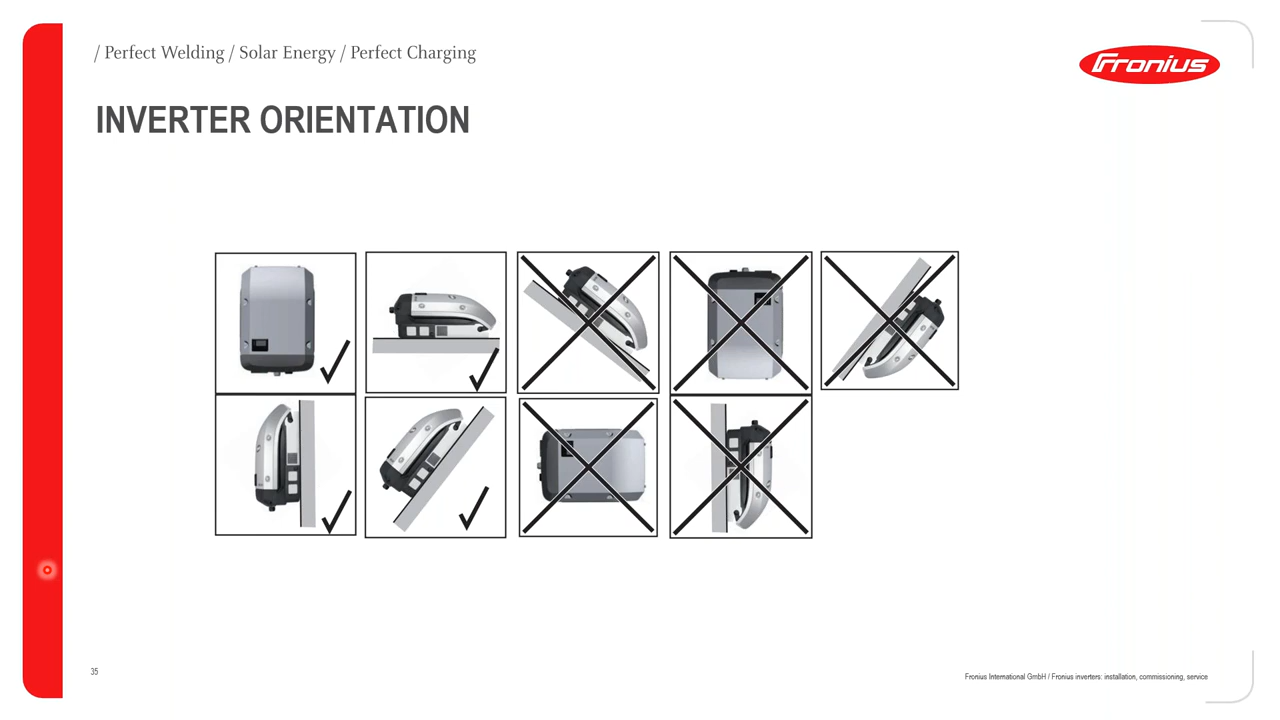 / Perfect Welding / Solar Energy / Perfect Charging
Fronius
INVERTER ORIENTATION
35
Fronius International GmbH / Fronius inverters: installation, commissioning, service